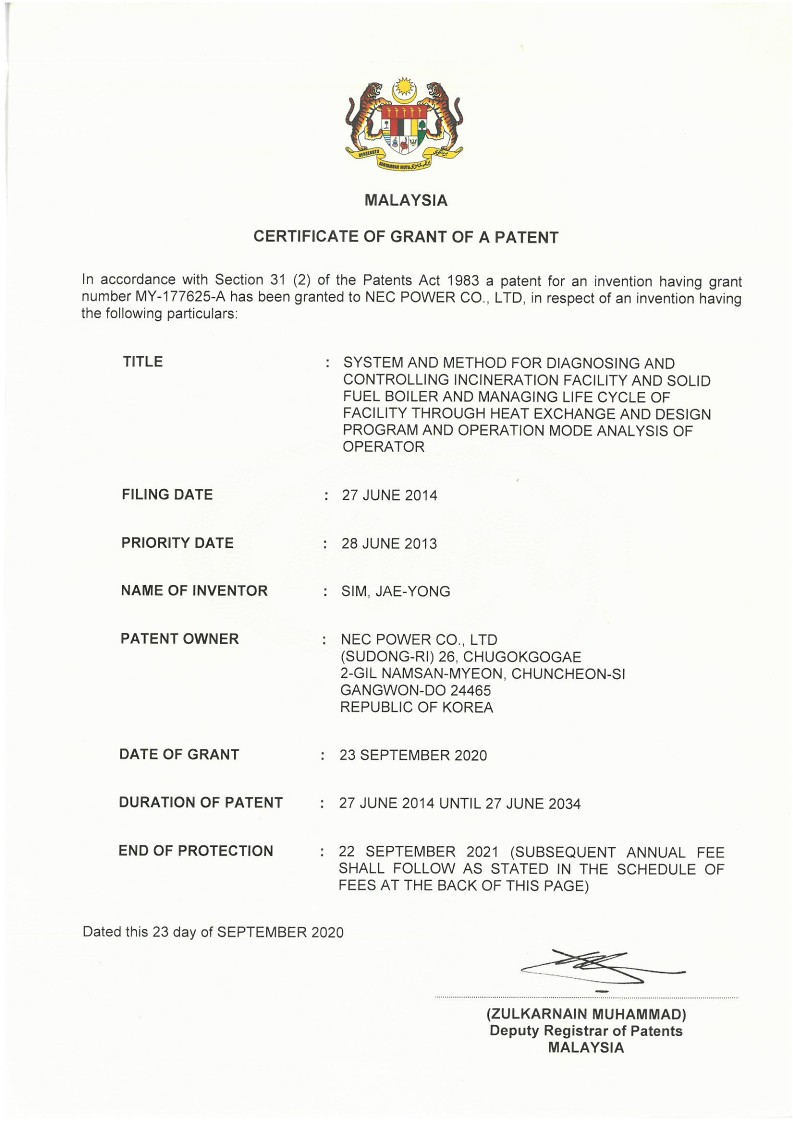 MALAYSIA
CERTIFICATE OF GRANT OF A PATENT
In accordance with Section 31 (2) of the Patents Act 1983 a patent for an invention having grant
number MY-177625-A has been granted to NEC POWER CO., LTD, in respect of an invention having
the following particulars:
TITLE : SYSTEM AND METHOD FOR DIAGNOSING AND
CONTROLLING INCINERATION FACILITY AND SOLID
FUEL BOILER AND MANAGING LIFE CYCLE OF
FACILITY THROUGH HEAT EXCHANGE AND DESIGN
PROGRAM AND OPERATION MODE ANALYSIS OF
OPERATOR
FILING DATE : 27 JUNE 2014
PRIORITY DATE : 28 JUNE 2013
NAME OF INVENTOR : SIM, JAE-YONG
PATENT OWNER : NEC POWER CO., LTD
(SUDONG-RI) 26, CHUGOKGOGAE
2-GIL NAMSAN-MYEON, CHUNCHEON-SI
GANGWON-DO 24465
REPUBLIC OF KOREA
DATE OF GRANT : 23 SEPTEMBER 2020
DURATION OF PATENT : 27 JUNE 2014 UNTIL 27 JUNE 2034
END OF PROTECTION : 22 SEPTEMBER 2021 (SUBSEQUENT ANNUAL FEE
SHALL FOLLOW AS STATED IN THE SCHEDULE OF
FEES AT THE BACK OF THIS PAGE)
Dated this 23 day of SEPTEMBER 2020
(ZULKARNAIN MUHAMMAD)
Deputy Registrar of Patents
MALAYSIA